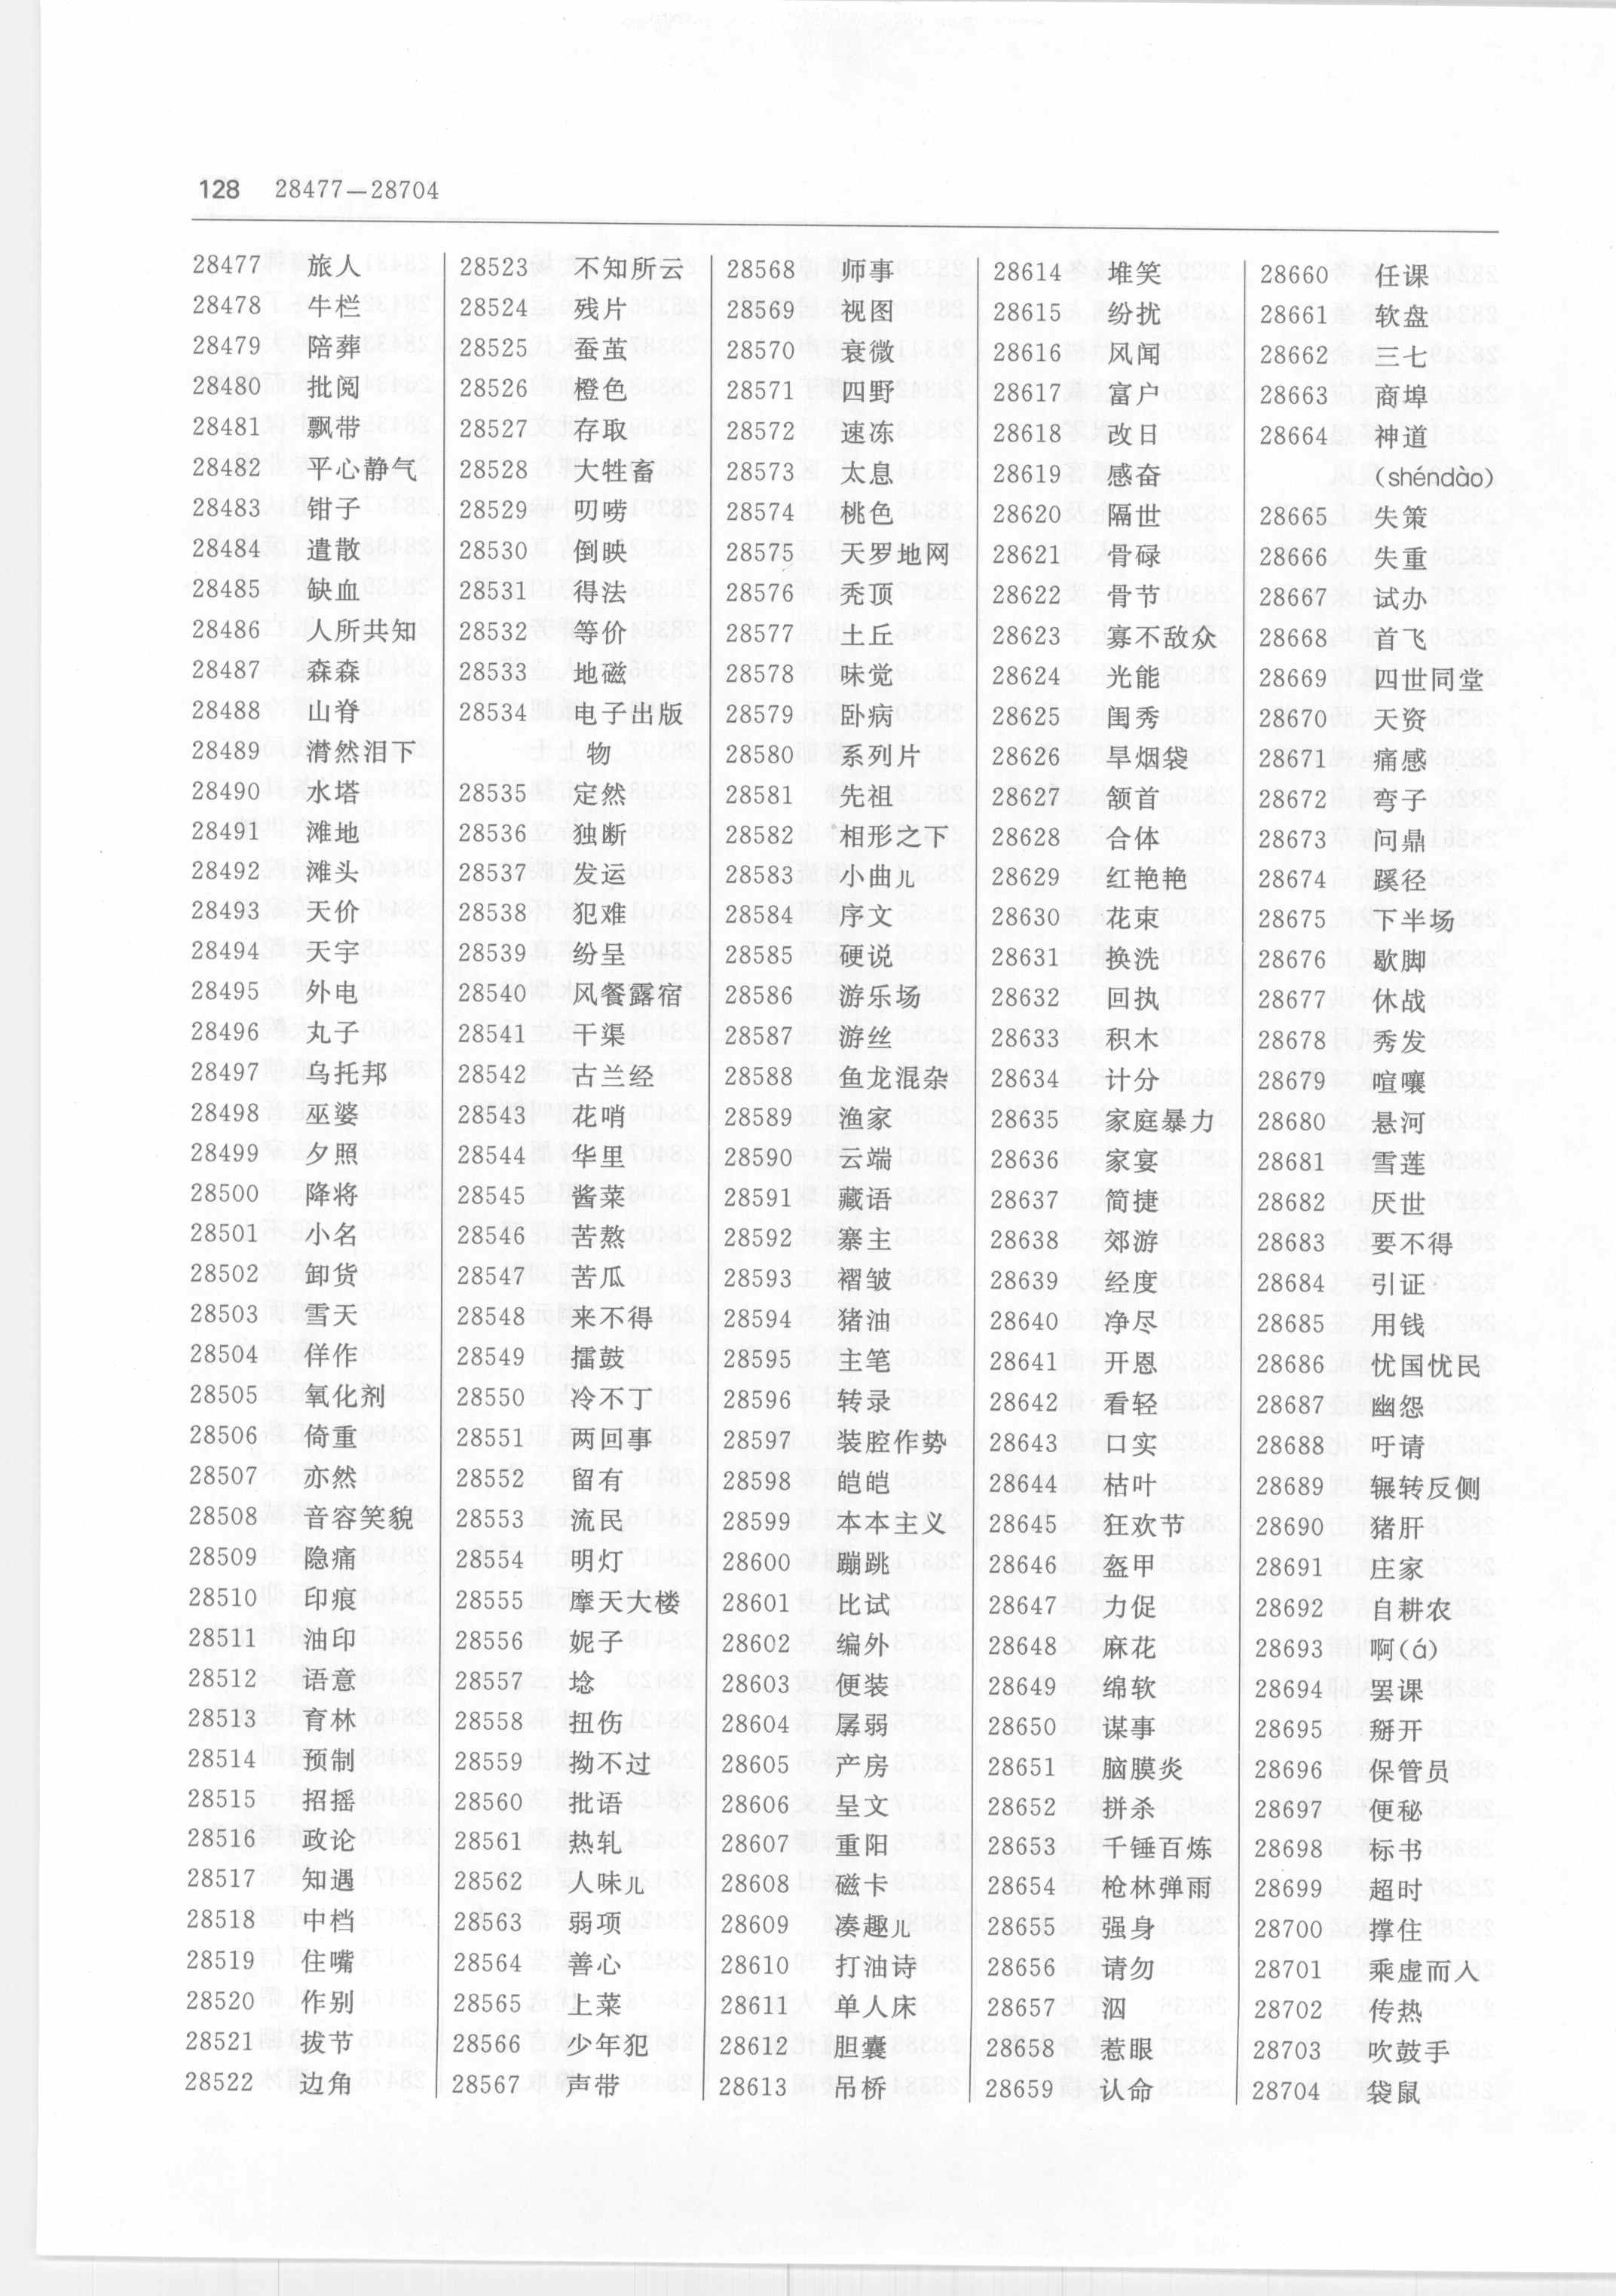 128 28477—28704
28477 旅人
28478 牛栏
28479 陪葬
28480 批阅
28481 飘带
28482 平心静气
28483 钳子
28484 遣散
28485 缺血
28486 人所共知
28487 森森
28488 山脊
28489 潸然泪下
28490 水塔
28491 滩地
28492 滩头
28493 天价
28494 天宇
28495 外电
28496 丸子
28497 乌托邦
28498 巫婆
28499 夕照
28500 降将
28501 小名
28502 卸货
28503 雪天
28504 佯作
28505 氧化剂
28506 倚重
28507 亦然
28508 音容笑貌
28509 隐痛
28510 印痕
28511 油印
28512 语意
28513 育林
28514 预制
28515 招摇
28516 政论
28517 知遇
28518 中档
28519 住嘴
28520 作别
28521 拔节
28522 边角
28523 不知所云
28524 残片
28525 蚕茧
28526 橙色
28527 存取
28528 大牲畜
28529 叨唠
28530 倒映
28531 得法
28532 等价
28533 地磁
28534 电子出版
物
28535 定然
28536 独断
28537 发运
28538 犯难
28539 纷呈
28540 风餐露宿
28541 干渠
28542 古兰经
28543 花哨
28544 华里
28545 酱菜
28546 苦熬
28547 苦瓜
28548 来不得
28549 擂鼓
28550 冷不丁
28551 两回事
28552 留有
28553 流民
28554 明灯
28555 摩天大楼
28556 妮子
28557 埝
28558 扭伤
28559 拗不过
28560 批语
28561 热轧
28562 人味儿
28563 弱项
28564 善心
28565 上菜
28566 少年犯
28567 声带
28568 师事
28569 视图
28570 衰微
28571 四野
28572 速冻
28573 太息
28574 桃色
28575 天罗地网
28576 秃顶
28577 土丘
28578 味觉
28579 卧病
28580 系列片
28581 先祖
28582 相形之下
28583 小曲儿
28584 序文
28585 硬说
28586 游乐场
28587 游丝
28588 鱼龙混杂
28589 渔家
28590 云端
28591 藏语
28592 寨主
28593 褶皱
28594 猪油
28595 主笔
28596 转录
28597 装腔作势
28598 皑皑
28599 本本主义
28600 蹦跳
28601 比试
28602 编外
28603 便装
28604 孱弱
28605 产房
28606 呈文
28607 重阳
28608 磁卡
28609 凑趣儿
28610 打油诗
28611 单人床
28612 胆囊
28613 吊桥
28614 堆笑
28615 纷扰
28616 风闻
28617 富户
28618 改日
28619 感奋
28620 隔世
28621 骨碌
28622 骨节
28623 寡不敌众
28624 光能
28625 闺秀
28626 旱烟袋
28627 颔首
28628 合体
28629 红艳艳
28630 花束
28631 换洗
28632 回执
28633 积木
28634 计分
28635 家庭暴力
28636 家宴
28637 简捷
28638 郊游
28639 经度
28640 净尽
28641 开恩
28642 看轻
28643 口实
28644 枯叶
28645 狂欢节
28646 盔甲
28647 力促
28648 麻花
28649 绵软
28650 谋事
28651 脑膜炎
28652 拼杀
28653 千锤百炼
28654 枪林弹雨
28655 强身
28656 请勿
28657 泅
28658 惹眼
28659 认命
28660 任课
28661 软盘
28662 三七
28663 商埠
28664 神道
(shéndào)
28665 失策
28666 失重
28667 试办
28668 首飞
28669 四世同堂
28670 天资
28671 痛感
28672 弯子
28673 问鼎
28674 蹊径
28675 下半场
28676 歇脚
28677 休战
28678 秀发
28679 喧嚷
28680 悬河
28681 雪莲
28682 厌世
28683 要不得
28684 引证
28685 用钱
28686 忧国忧民
28687 幽怨
28688 吁请
28689 辗转反侧
28690 猪肝
28691 庄家
28692 自耕农
28693 啊(á)
28694 罢课
28695 掰开
28696 保管员
28697 便秘
28698 标书
28699 超时
28700 撑住
28701 乘虚而入
28702 传热
28703 吹鼓手
28704 袋鼠